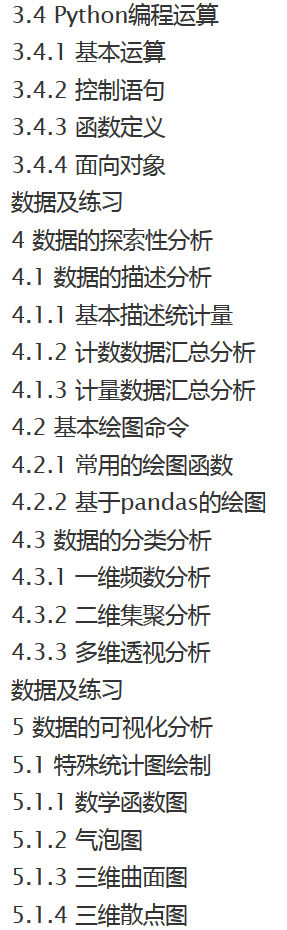 3.4 Python编程运算
3.4.1 基本运算
3.4.2 控制语句
3.4.3 函数定义
3.4.4 面向对象
数据及练习
4 数据的探索性分析
4.1 数据的描述分析
4.1.1 基本描述统计量
4.1.2 计数数据汇总分析
4.1.3 计量数据汇总分析
4.2 基本绘图命令
4.2.1 常用的绘图函数
4.2.2 基于pandas的绘图
4.3 数据的分类分析
4.3.1 一维频数分析
4.3.2 二维集聚分析
4.3.3 多维透视分析
数据及练习
5 数据的可视化分析
5.1 特殊统计图绘制
5.1.1 数学函数图
5.1.2 气泡图
5.1.3 三维曲面图
5.1.4 三维散点图